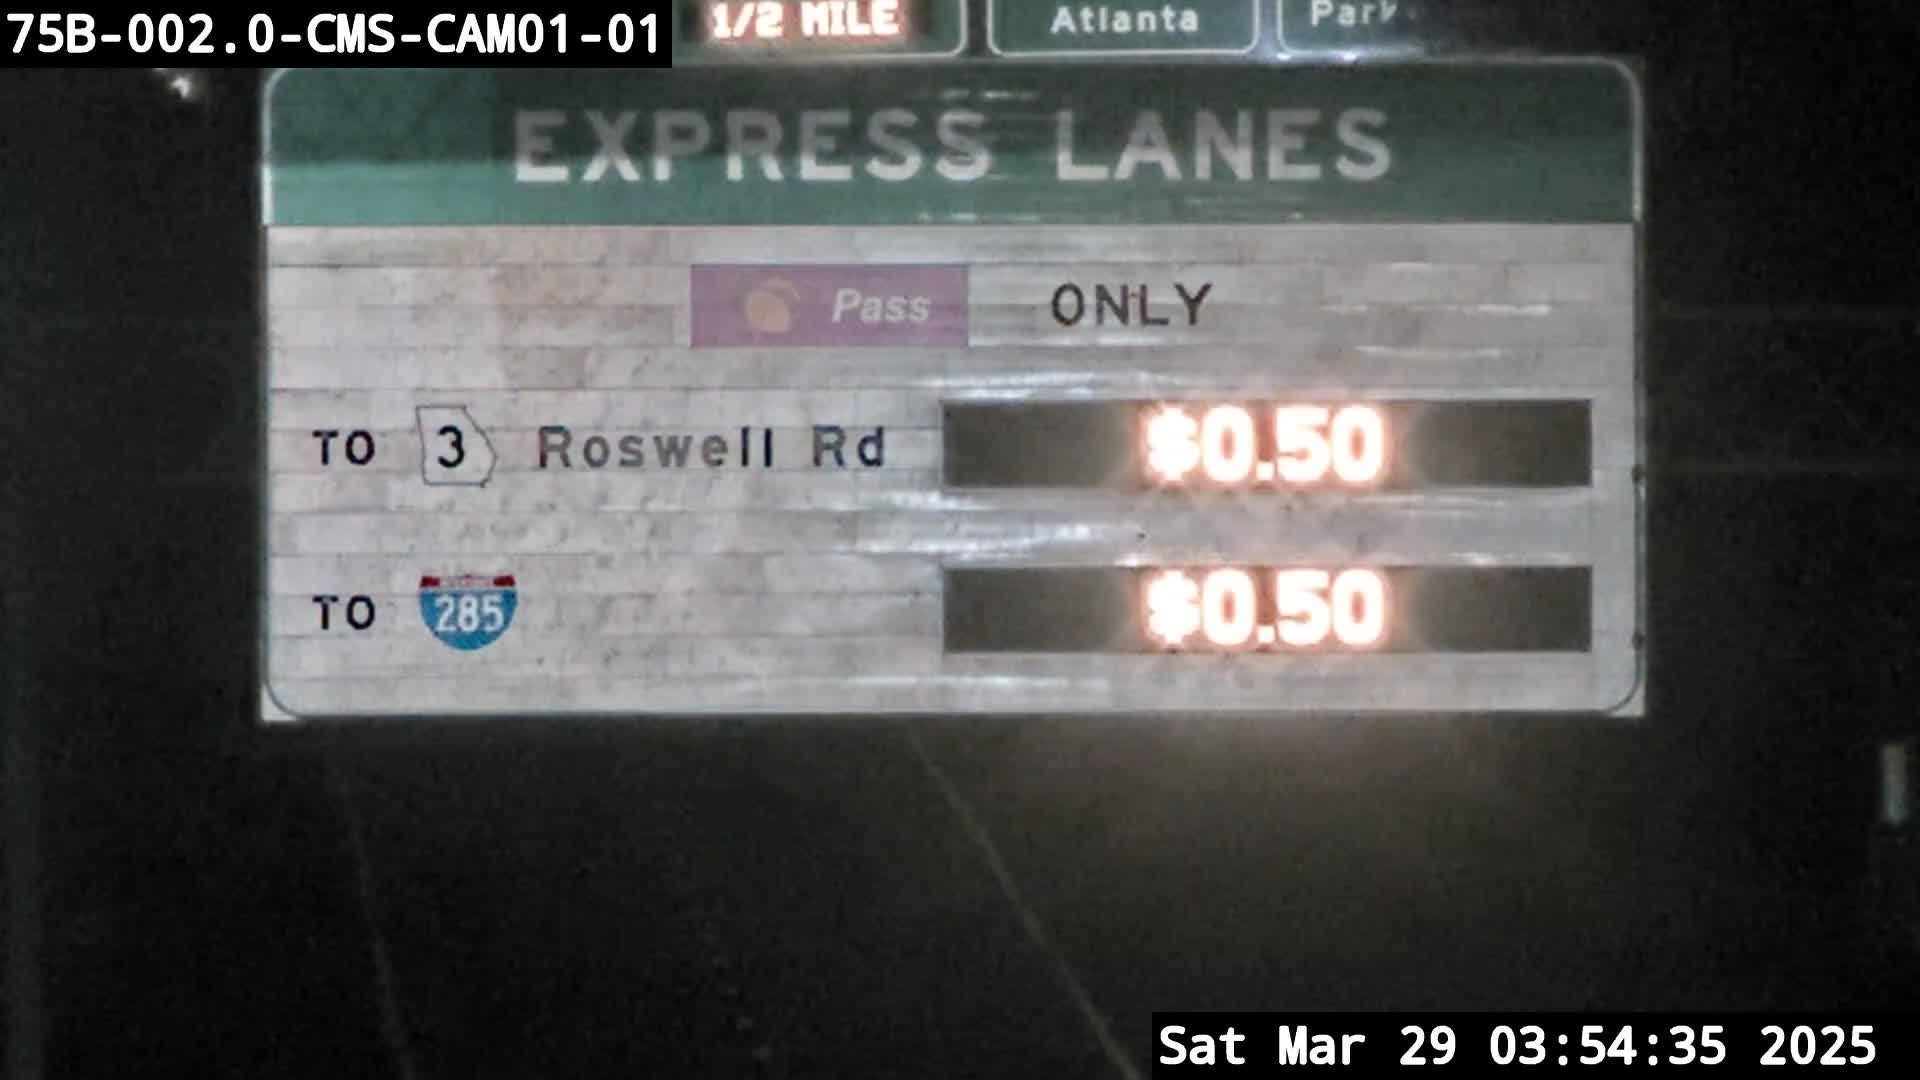 75B-002.0-CMS-CAM01-01
1/2 MILE
Atlanta
Park
EXPRESS LANES
Pass ONLY
TO 3 Roswell Rd $0.50
TO 285 $0.50
Sat Mar 29 03:54:35 2025